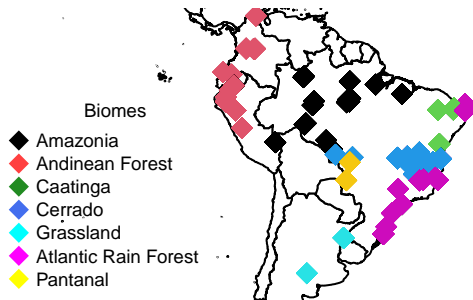 Biomes
Amazonia
Andinean Forest
Caatinga
Cerrado
Grassland
Atlantic Rain Forest
Pantanal